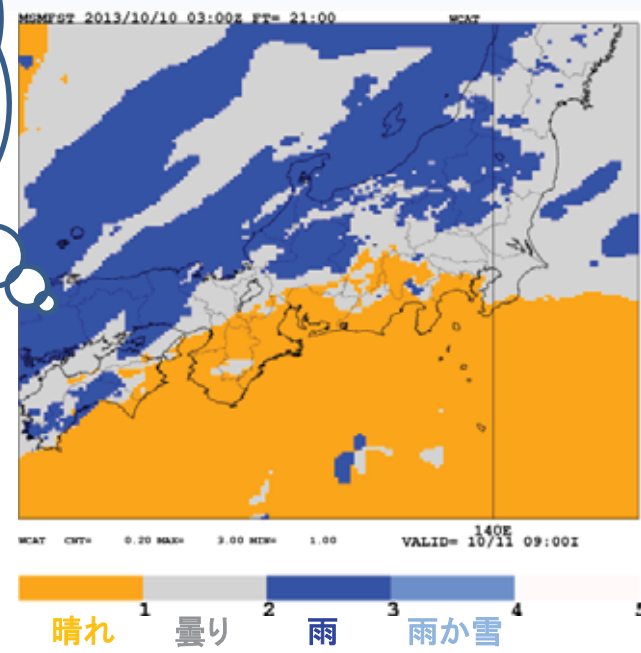 MSMFST 2013/10/10 03:00Z FT= 21:00 WCAT
140E
WCAT CNT= 0.20 MAX= 3.00 MIN= 1.00 VALID= 10/11 09:00I
1 2 3 4 5
晴れ 曇り 雨 雨か雪